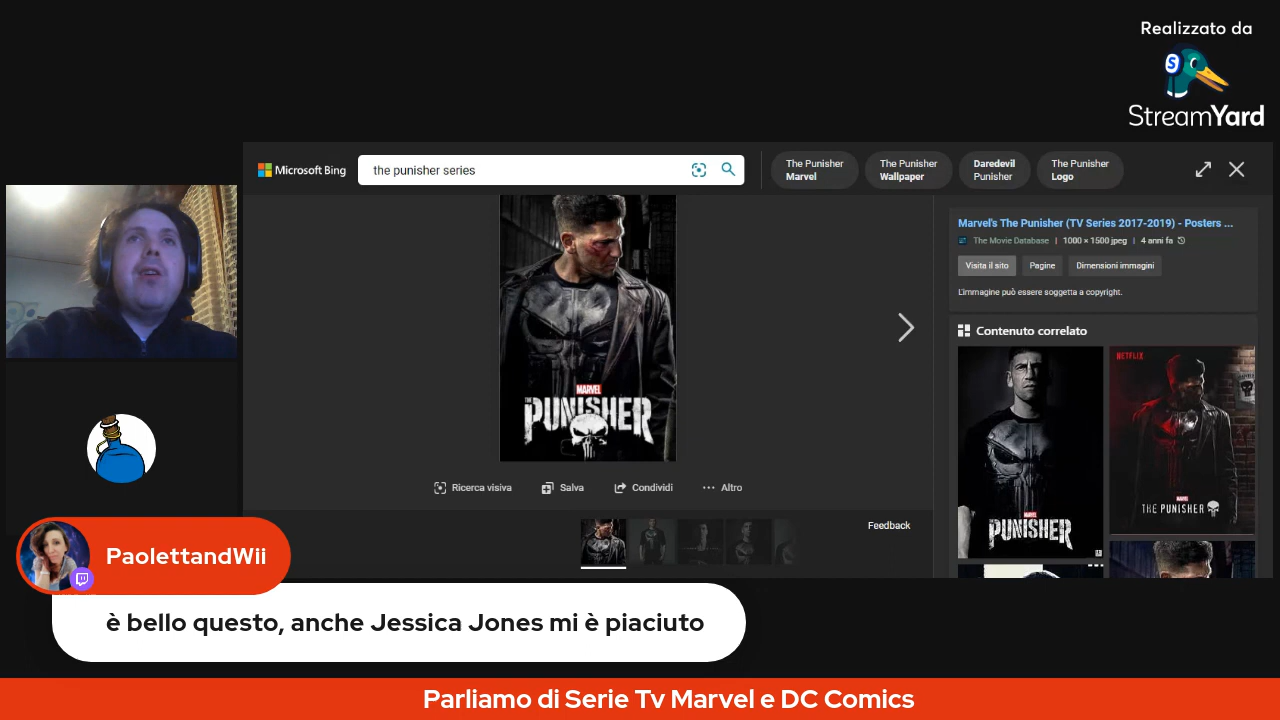 Realizzato da
StreamYard
Microsoft Bing
the punisher series
The Punisher
Marvel
The Punisher
Wallpaper
Daredevil
Punisher
The Punisher
Logo
MARVEL
THE PUNISHER
Ricerca visiva
Salva
Condividi
Altro
Feedback
Marvel's The Punisher (TV Series 2017-2019) - Posters ...
The Movie Database | 1000 × 1500 jpeg | 4 anni fa
Visita il sito
Pagine
Dimensioni immagini
L'immagine può essere soggetta a copyright.
Contenuto correlato
MARVEL
THE PUNISHER
NETFLIX
MARVEL
THE PUNISHER
PaolettandWii
è bello questo, anche Jessica Jones mi è piaciuto
Parliamo di Serie Tv Marvel e DC Comics